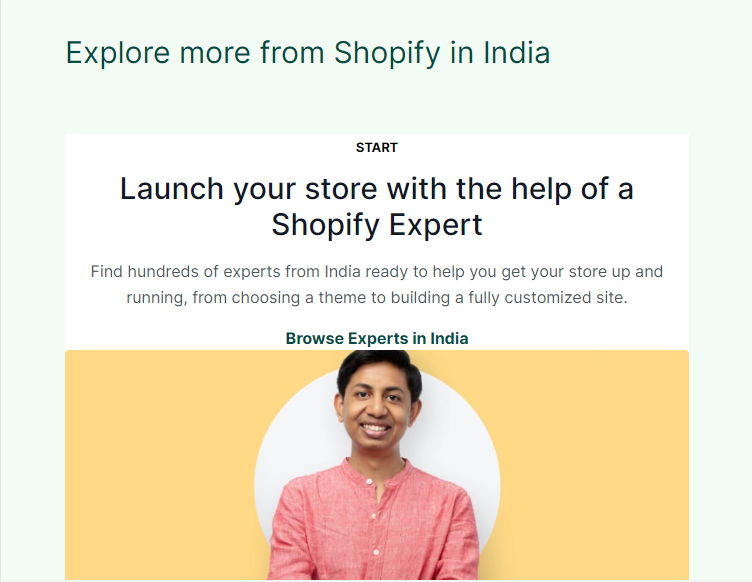 Explore more from Shopify in India
START
Launch your store with the help of a
Shopify Expert
Find hundreds of experts from India ready to help you get your store up and
running, from choosing a theme to building a fully customized site.
Browse Experts in India